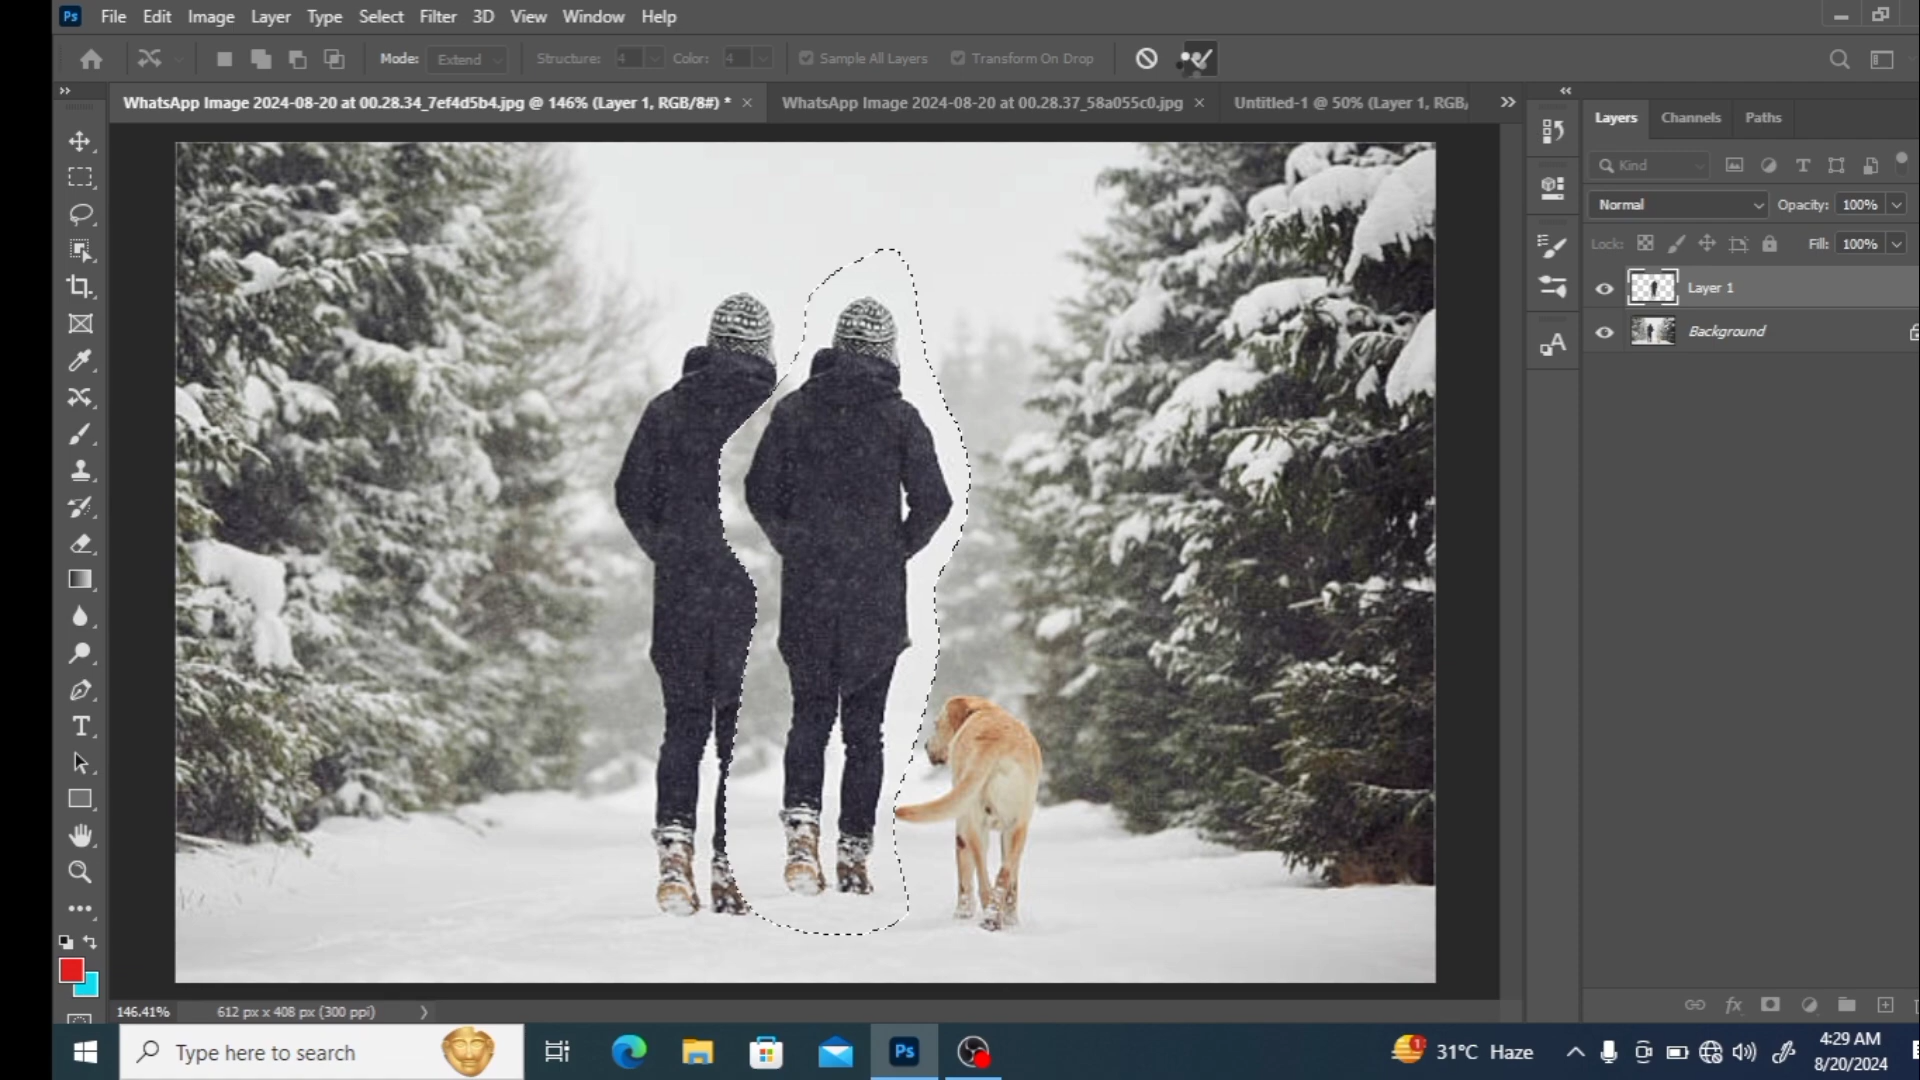 Ps File Edit Image Layer Type Select Filter 3D View Window Help
Mode: Extend Structure: 4 Color: 4 Sample All Layers Transform On Drop
WhatsApp Image 2024-08-20 at 00.28.34_7ef4d5b4.jpg @ 146% (Layer 1, RGB/8#) * × WhatsApp Image 2024-08-20 at 00.28.37_58a055c0.jpg × Untitled-1 @ 50% (Layer 1, RGB/
Layers Channels Paths
Kind
Normal Opacity: 100%
Lock: Fill: 100%
Layer 1
Background
146.41% 612 px x 408 px (300 ppi)
Type here to search
Ps
1
31°C Haze
4:29 AM
8/20/2024